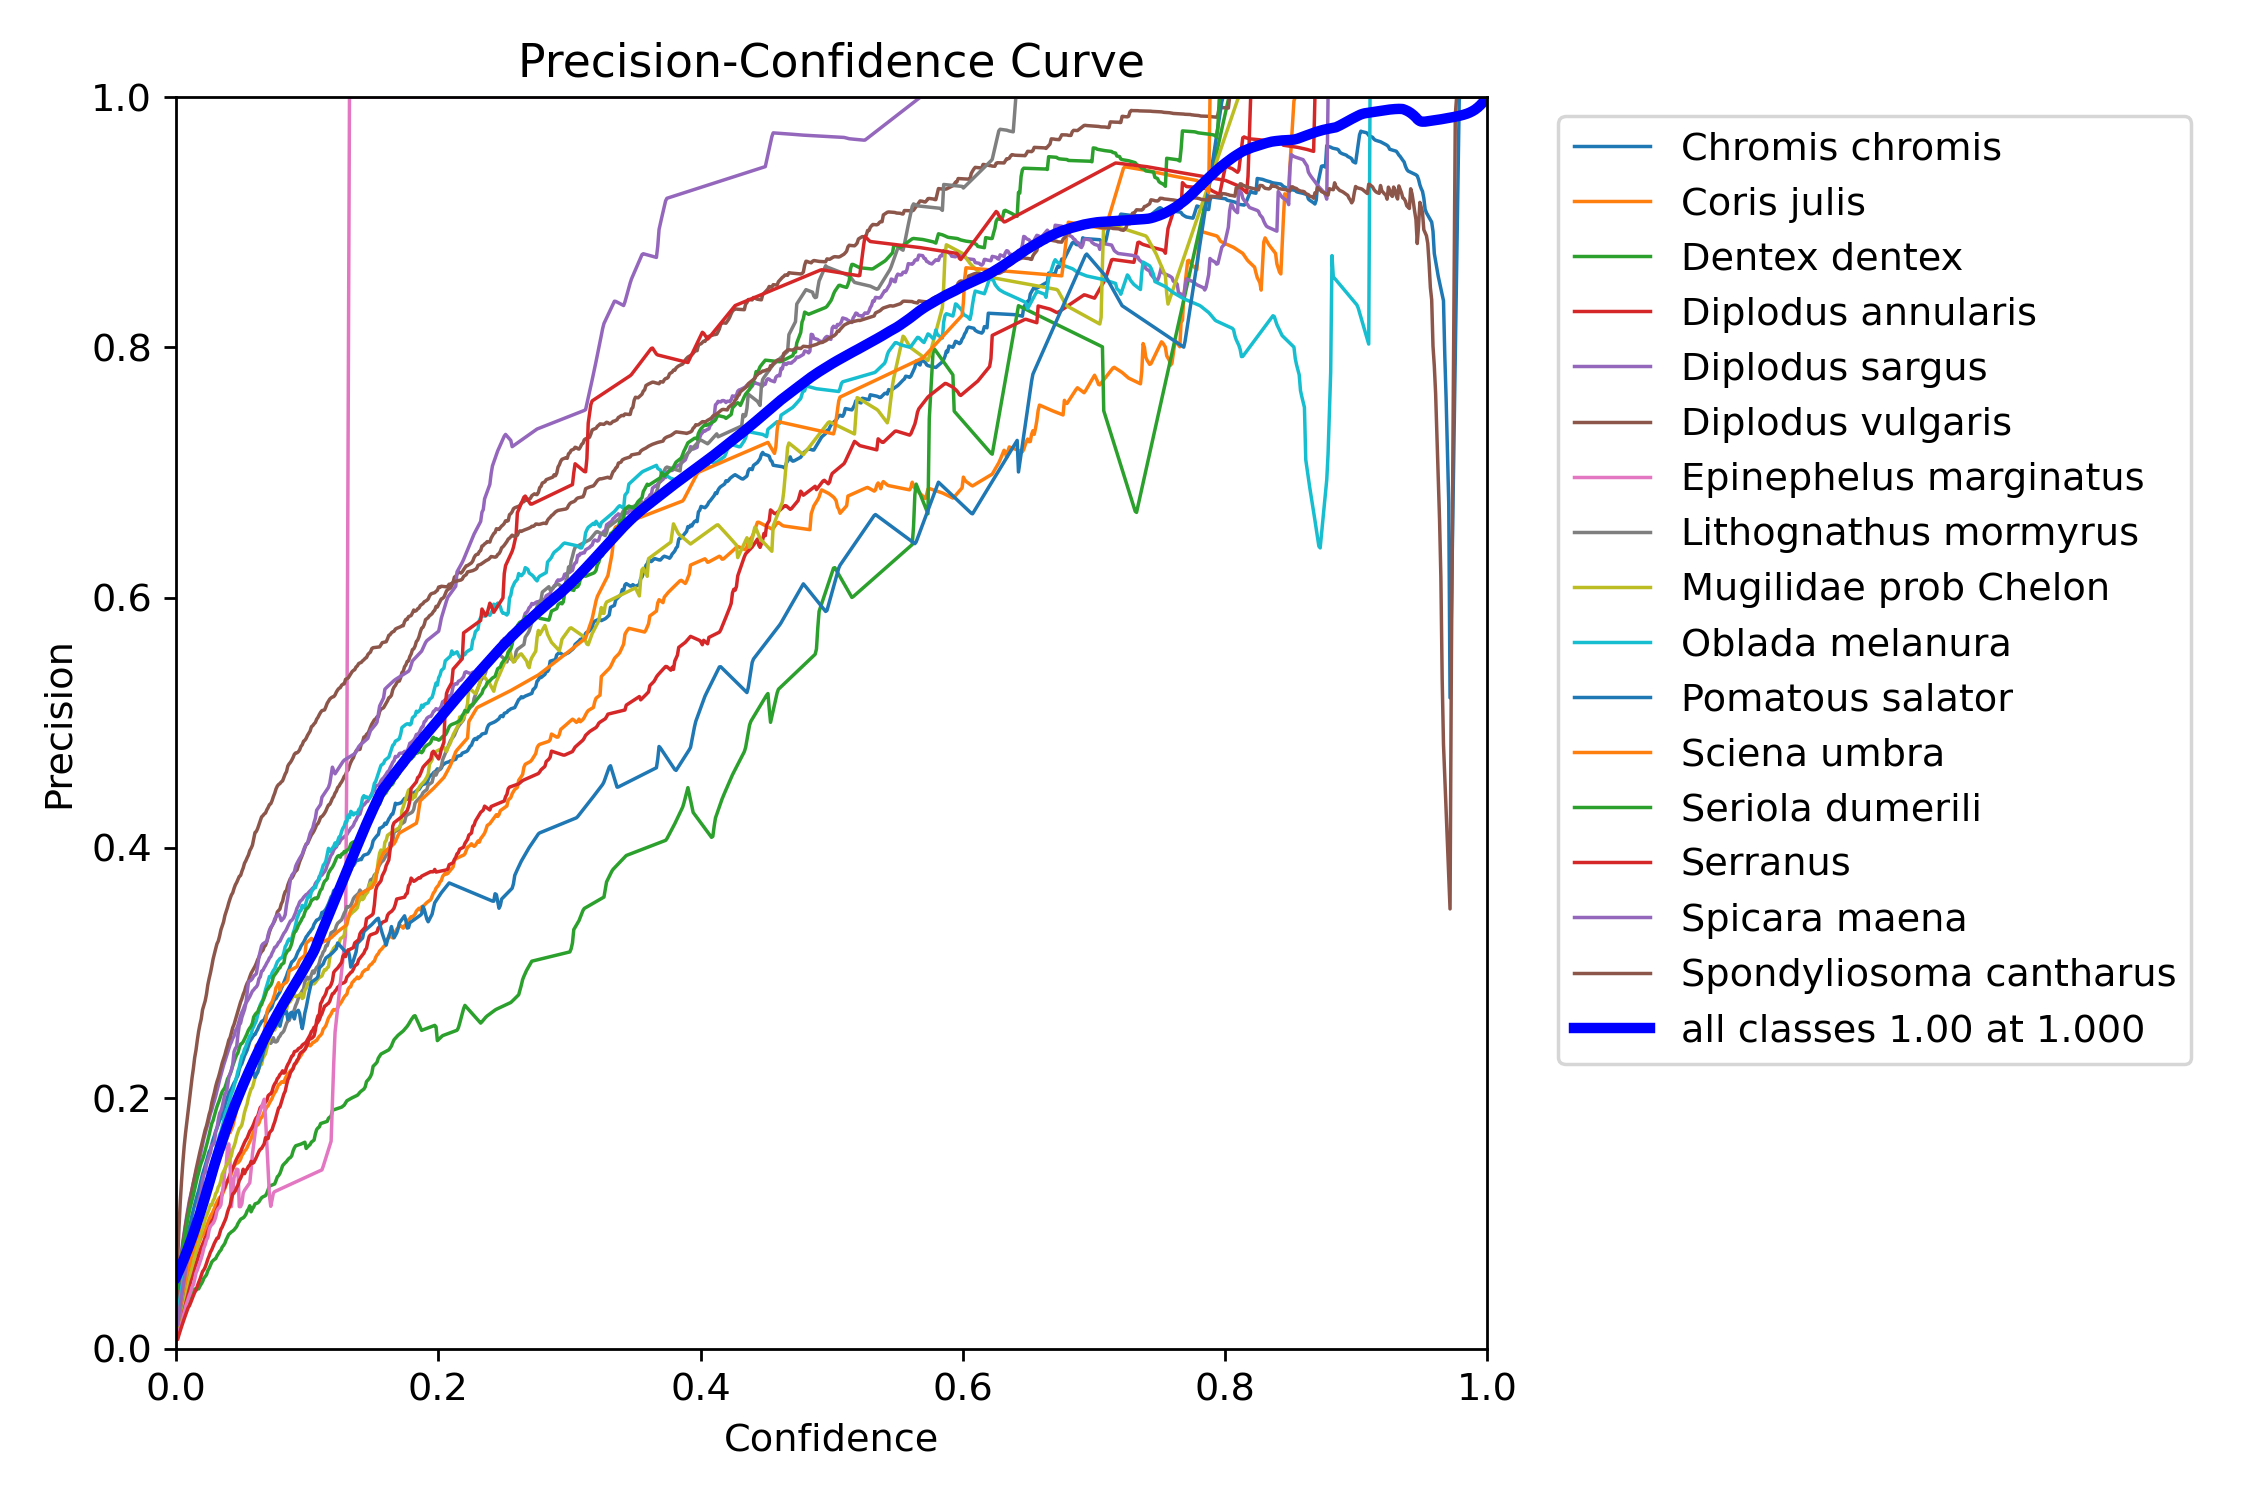 Precision-Confidence Curve
1.0
0.8
0.6
0.4
0.2
0.0
Precision
0.0 0.2 0.4 0.6 0.8 1.0
Confidence
Chromis chromis
Coris julis
Dentex dentex
Diplodus annularis
Diplodus sargus
Diplodus vulgaris
Epinephelus marginatus
Lithognathus mormyrus
Mugilidae prob Chelon
Oblada melanura
Pomatous salator
Sciena umbra
Seriola dumerili
Serranus
Spicara maena
Spondyliosoma cantharus
all classes 1.00 at 1.000